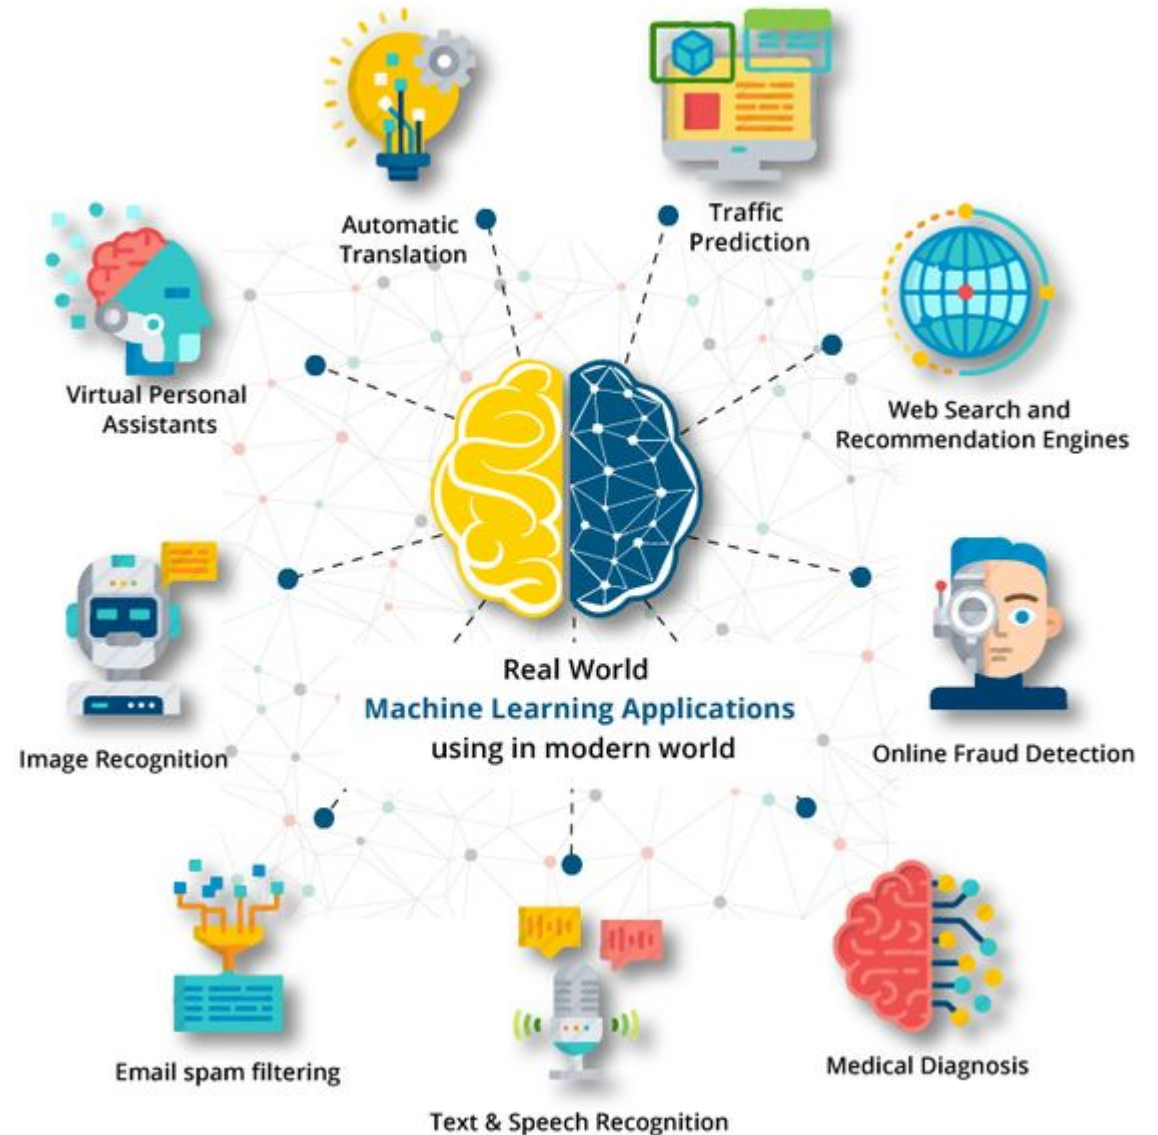 Automatic
Translation
Traffic
Prediction
Virtual Personal
Assistants
Web Search and
Recommendation Engines
Real World
Machine Learning Applications
using in modern world
Image Recognition
Online Fraud Detection
Email spam filtering
Text & Speech Recognition
Medical Diagnosis